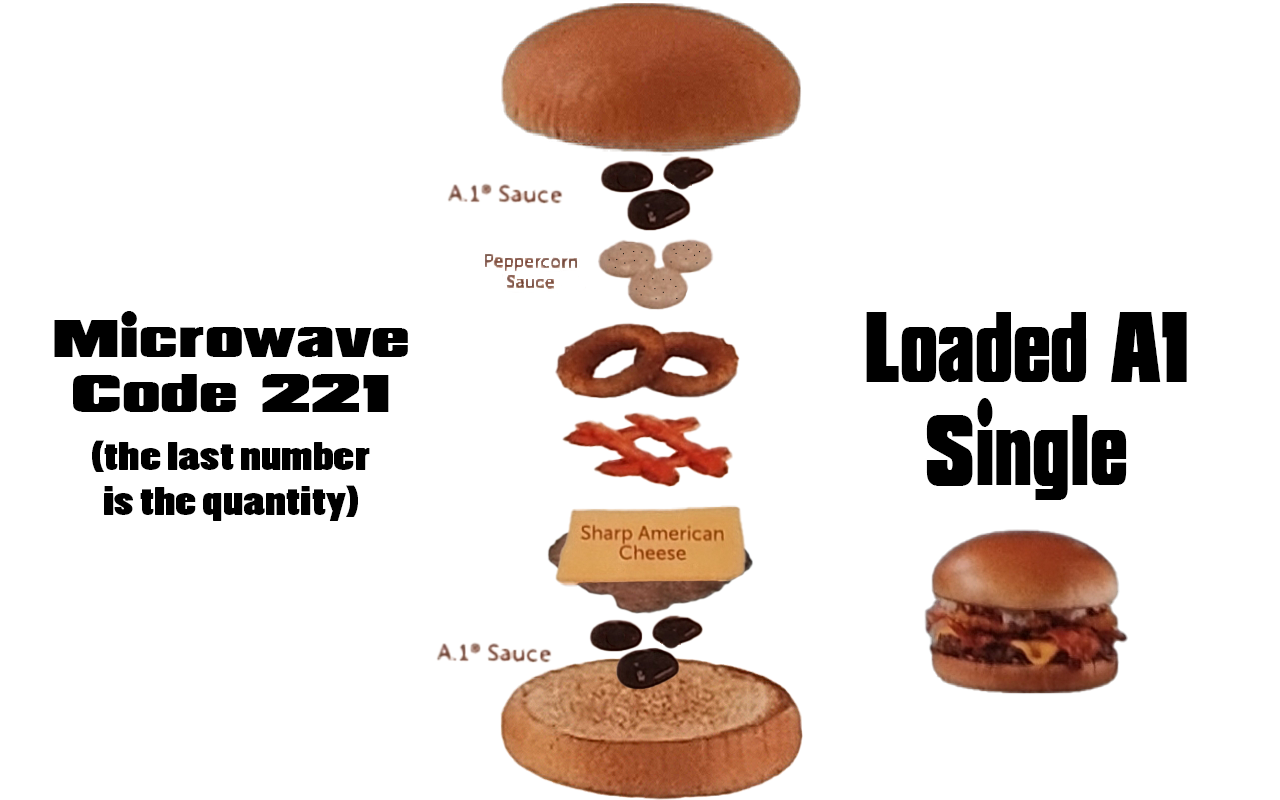 A.1® Sauce
Peppercorn
Sauce
Microwave
Code 221
(the last number
is the quantity)
Loaded A1
Single
Sharp American
Cheese
A.1® Sauce